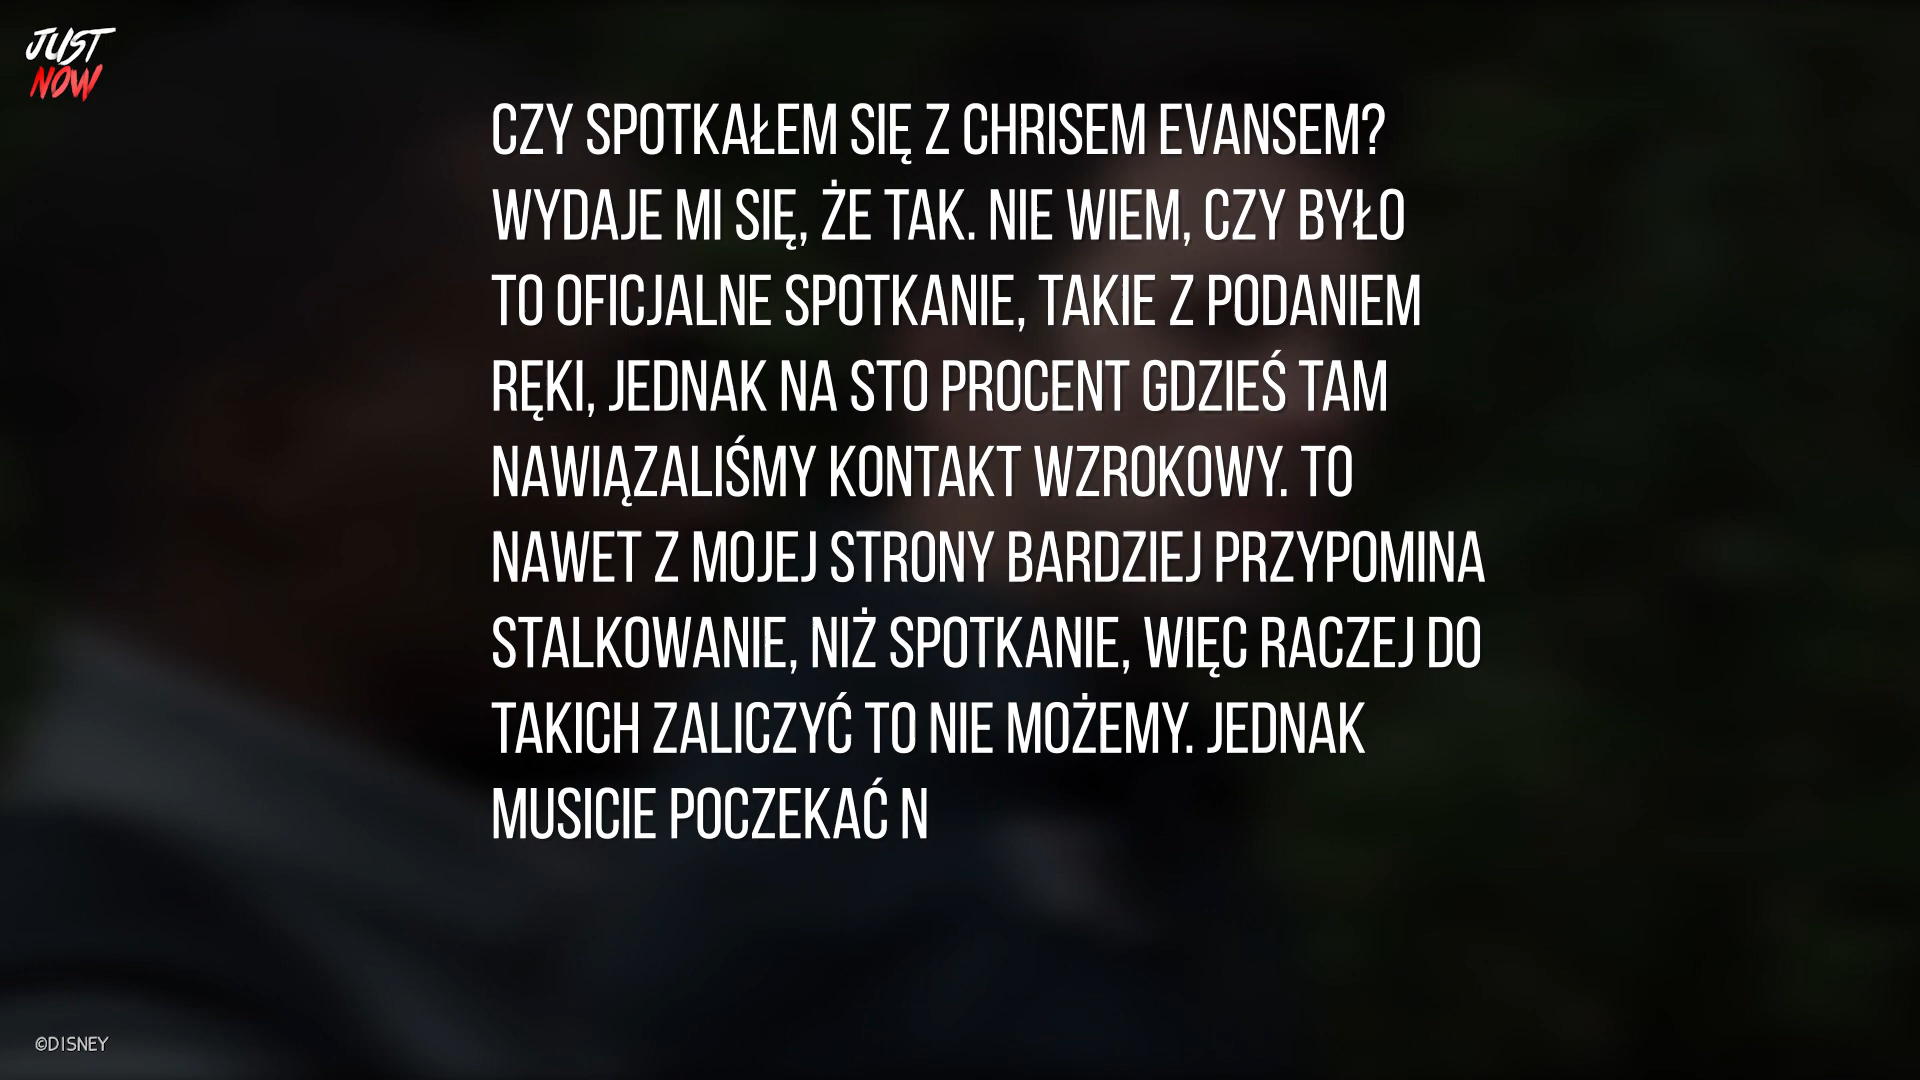 JUST
NOW
CZY SPOTKAŁEM SIĘ Z CHRISEM EVANSEM?
WYDAJE MI SIĘ, ŻE TAK. NIE WIEM, CZY BYŁO
TO OFICJALNE SPOTKANIE, TAKIE Z PODANIEM
RĘKI, JEDNAK NA STO PROCENT GDZIEŚ TAM
NAWIĄZALIŚMY KONTAKT WZROKOWY. TO
NAWET Z MOJEJ STRONY BARDZIEJ PRZYPOMINA
STALKOWANIE, NIŻ SPOTKANIE, WIĘC RACZEJ DO
TAKICH ZALICZYĆ TO NIE MOŻEMY. JEDNAK
MUSICIE POCZEKAĆ N
©DISNEY